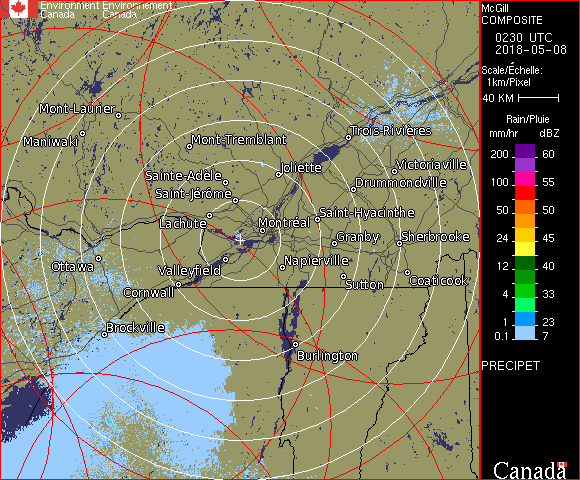 Environment Environnement
Canada Canada
McGill
COMPOSITE
0230 UTC
2018-05-08
Scale/Échelle:
1km/Pixel
40 KM
Rain/Pluie
mm/hr dBZ
200 60
100 55
50 50
24 45
12 40
4 33
1 23
0.1 7
PRECIPET
Mont-Laurier
Maniwaki
Mont-Tremblant
Trois-Rivières
Sainte-Adèle
Joliette
Victoriaville
Saint-Jérôme
Drummondville
Lachute
Montréal
Saint-Hyacinthe
Granby
Sherbrooke
Ottawa
Valleyfield
Napierville
Cornwall
Sutton
Coaticook
Brockville
Burlington
Canada